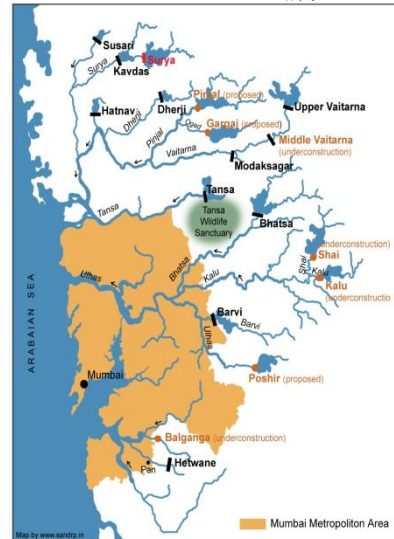 Susari
Surya
Kavdas
Surya
Hatnav
Dherji
Dherji
Pinjal (proposed)
Pinjal
Ogad
Gargai (proposed)
Upper Vaitarna
Vaitarna
Middle Vaitarna
(underconstruction)
Modaksagar
Tansa
Tansa
Tansa
Wildlife
Sanctuary
Bhatsa
Bhatsa
Ulhas
Kalu
underconstruction)
Shai
Shai
Kalu
Kalu
(underconstructio
Barvi
Barvi
Ulhas
ARABAIAN SEA
Mumbai
Poshir (proposed)
Balganga (underconstruction)
Pen
Hetwane
Mumbai Metropoliton Area
Map by www.sandrp.in